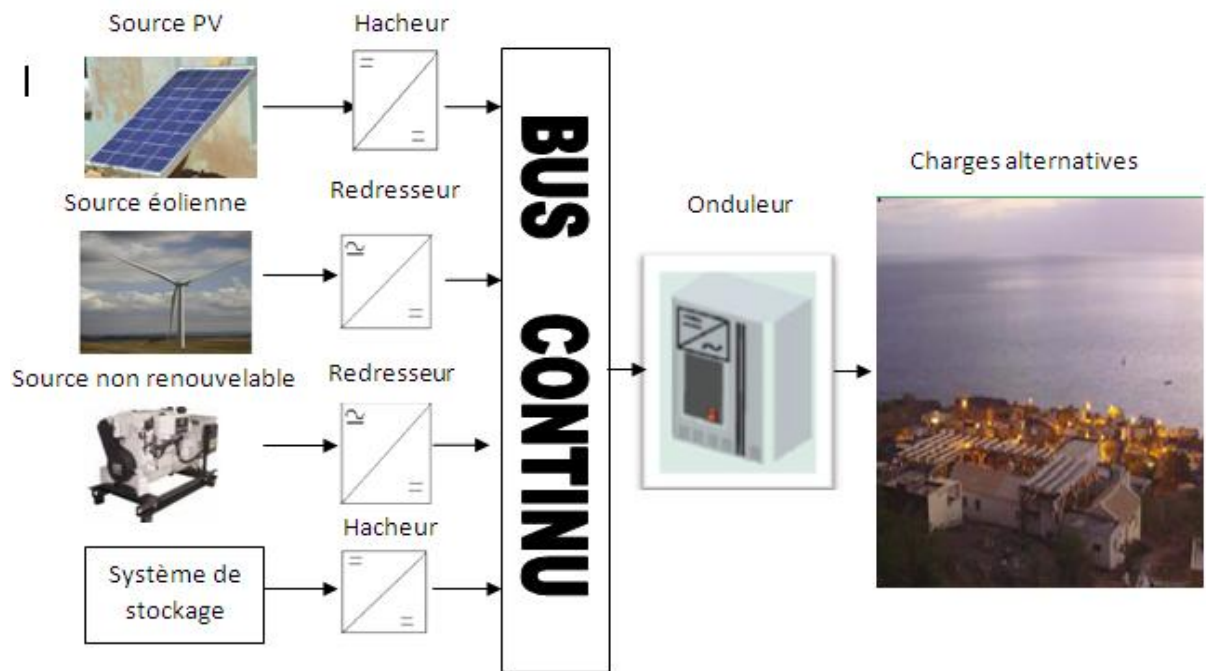 Source PV
Hacheur
Source éolienne
Redresseur
Source non renouvelable
Redresseur
Hacheur
Système de
stockage
BUS CONTINU
Onduleur
Charges alternatives